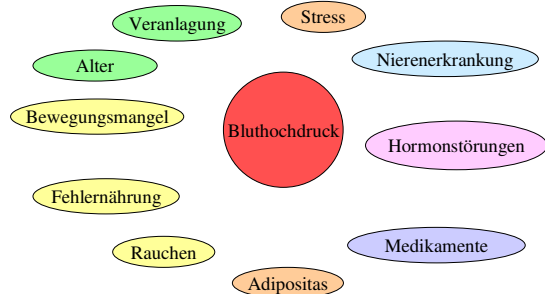 Veranlagung
Stress
Alter
Nierenerkrankung
Bewegungsmangel
Bluthochdruck
Hormonstörungen
Fehlernährung
Rauchen
Medikamente
Adipositas